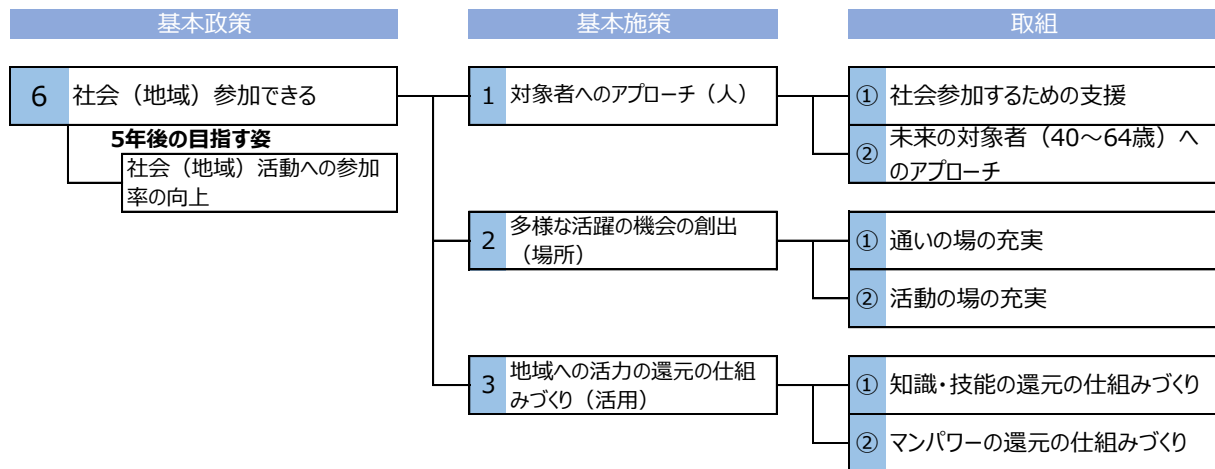 基本政策
基本施策
取組
6 社会（地域）参加できる
5年後の目指す姿
社会（地域）活動への参加
率の向上
1 対象者へのアプローチ（人）
① 社会参加するための支援
② 未来の対象者（40～64歳）へ
のアプローチ
2 多様な活躍の機会の創出
（場所）
① 通いの場の充実
② 活動の場の充実
3 地域への活力の還元の仕組
みづくり（活用）
① 知識・技能の還元の仕組みづくり
② マンパワーの還元の仕組みづくり